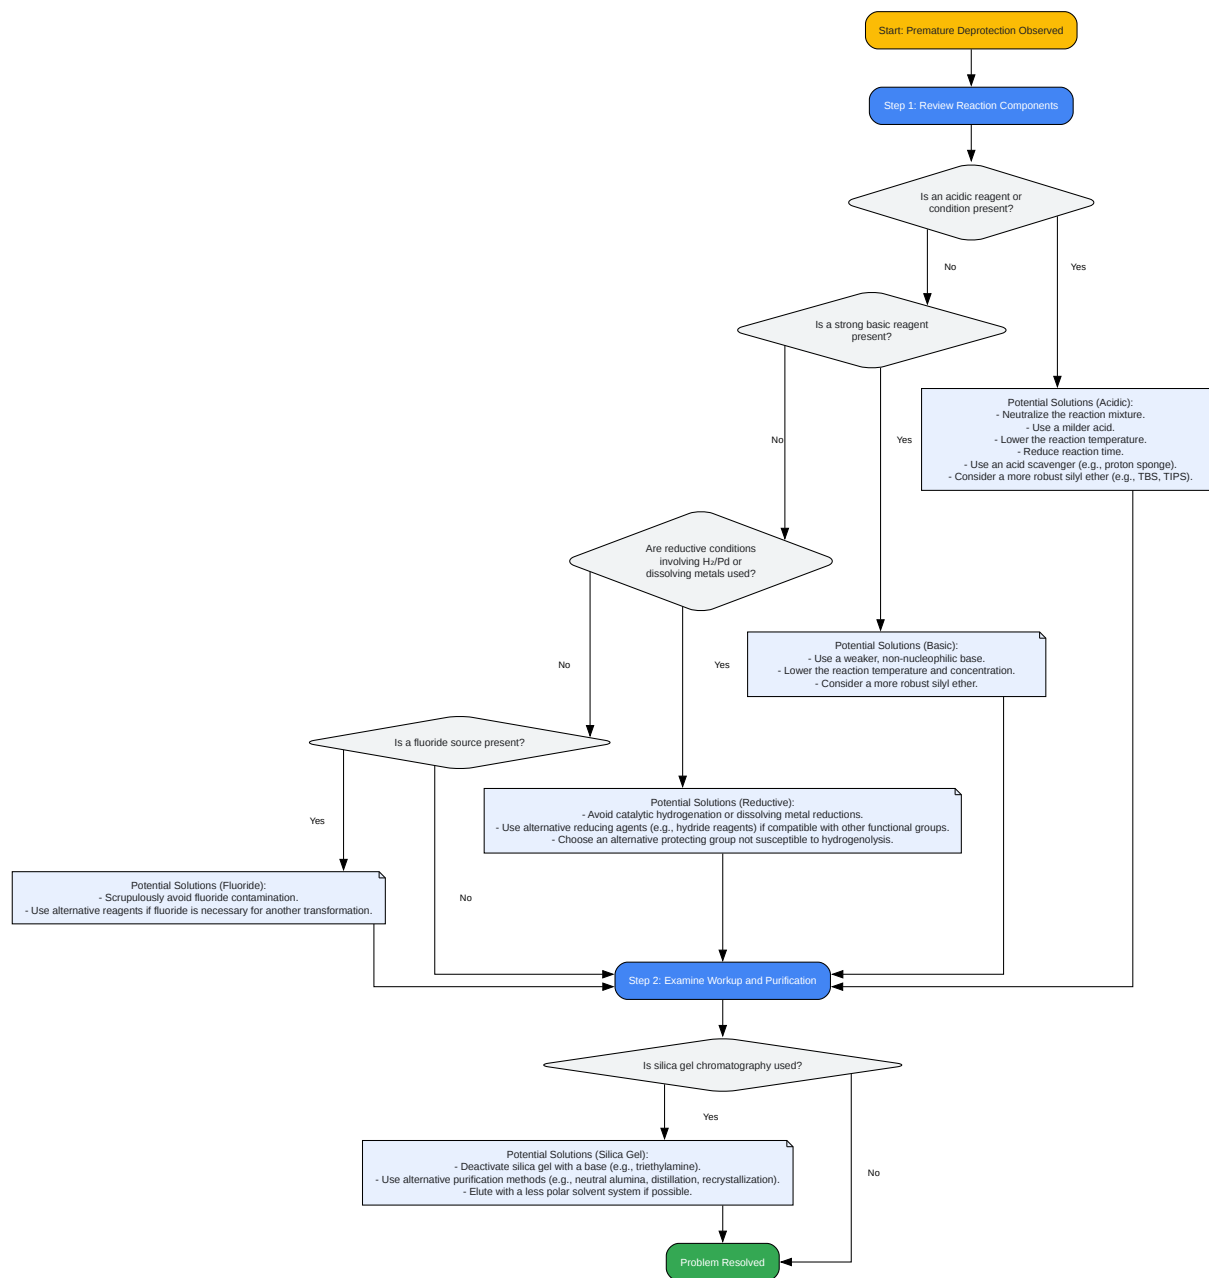 Start: Premature Deprotection Observed
Step 1: Review Reaction Components
Is an acidic reagent or
condition present?
No
Yes
Is a strong basic reagent
present?
Potential Solutions (Acidic):
- Neutralize the reaction mixture.
- Use a milder acid.
- Lower the reaction temperature.
- Reduce reaction time.
- Use an acid scavenger (e.g., proton sponge).
- Consider a more robust silyl ether (e.g., TBS, TIPS).
No
Yes
Are reductive conditions
involving H₂/Pd or
dissolving metals used?
Potential Solutions (Basic):
- Use a weaker, non-nucleophilic base.
- Lower the reaction temperature and concentration.
- Consider a more robust silyl ether.
No
Yes
Is a fluoride source present?
Potential Solutions (Reductive):
- Avoid catalytic hydrogenation or dissolving metal reductions.
- Use alternative reducing agents (e.g., hydride reagents) if compatible with other functional groups.
- Choose an alternative protecting group not susceptible to hydrogenolysis.
Yes
Potential Solutions (Fluoride):
- Scrupulously avoid fluoride contamination.
- Use alternative reagents if fluoride is necessary for another transformation.
No
Step 2: Examine Workup and Purification
Is silica gel chromatography used?
Yes
Potential Solutions (Silica Gel):
- Deactivate silica gel with a base (e.g., triethylamine).
- Use alternative purification methods (e.g., neutral alumina, distillation, recrystallization).
- Elute with a less polar solvent system if possible.
No
Problem Resolved